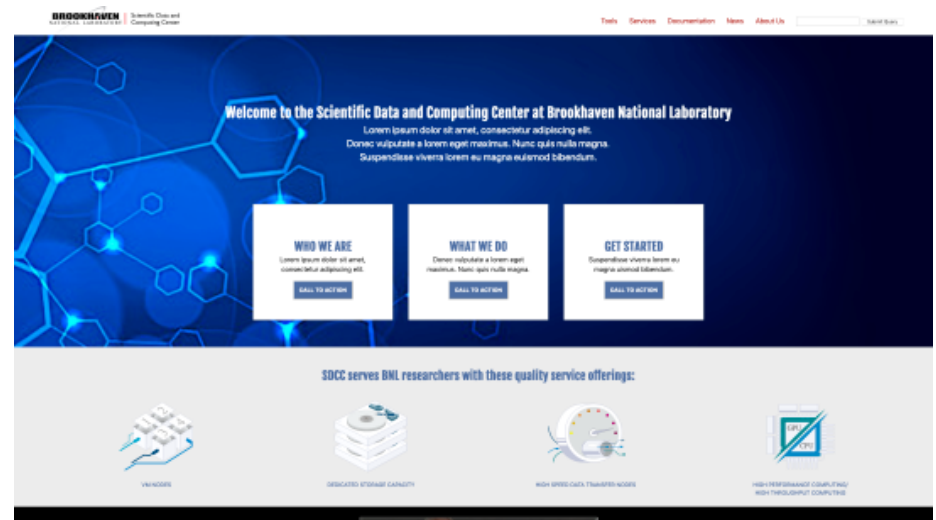 BROOKHAVEN
NATIONAL LABORATORY
Scientific Data and
Computing Center
Tools Services Documentation News About Us Submit Query
Welcome to the Scientific Data and Computing Center at Brookhaven National Laboratory
Lorem ipsum dolor sit amet, consectetur adipiscing elit.
Donec vulputate a lorem eget maximus. Nunc quis nulla magna.
Suspendisse viverra lorem eu magna euismod bibendum.
WHO WE ARE
Lorem ipsum dolor sit amet,
consectetur adipiscing elit.
CALL TO ACTION
WHAT WE DO
Donec vulputate a lorem eget
maximus. Nunc quis nulla magna.
CALL TO ACTION
GET STARTED
Suspendisse viverra lorem eu
magna uismod bibendum.
CALL TO ACTION
SDCC serves BNL researchers with these quality service offerings:
VM NODES
DEDICATED STORAGE CAPACITY
HIGH SPEED DATA TRANSFER NODES
GPU
CPU
HIGH PERFORMANCE COMPUTING/
HIGH THROUGHPUT COMPUTING